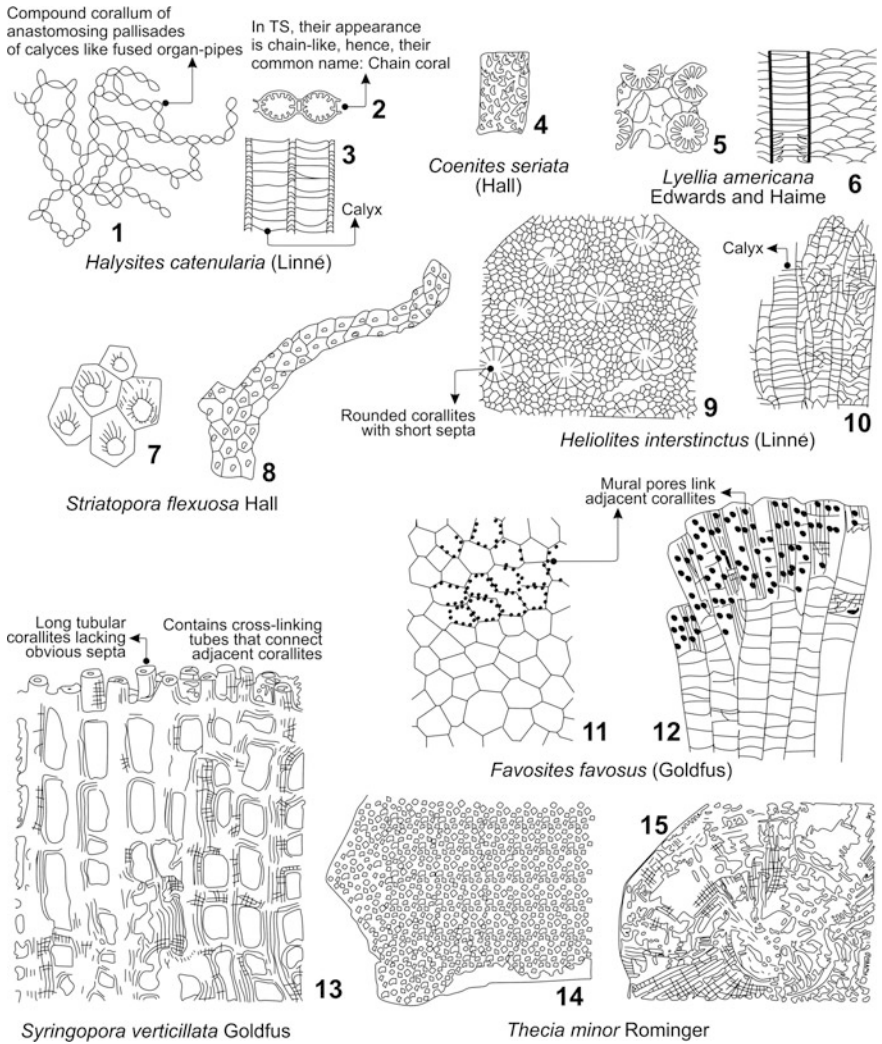 Compound corallum of
anastomosing pallisades
of calyces like fused organ-pipes
In TS, their appearance
is chain-like, hence, their
common name: Chain coral
1
2
3
Calyx
Halysites catenularia (Linné)
4
Coenites seriata
(Hall)
5
6
Lyellia americana
Edwards and Haime
7
8
Striatopora flexuosa Hall
Calyx
9
10
Rounded corallites
with short septa
Heliolites interstinctus (Linné)
Mural pores link
adjacent corallites
11
12
Favosites favosus (Goldfus)
Long tubular
corallites lacking
obvious septa
Contains cross-linking
tubes that connect
adjacent corallites
13
Syringopora verticillata Goldfus
14
15
Thecia minor Rominger